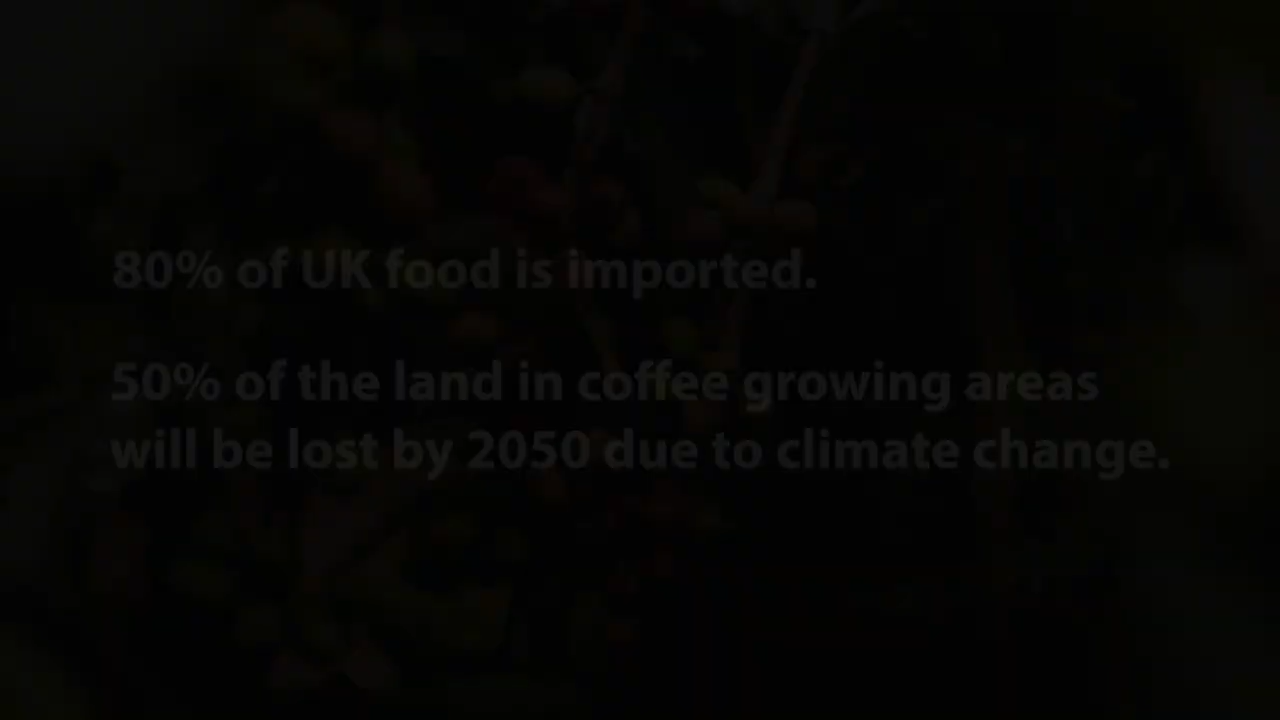 80% of UK food is imported.
50% of the land in coffee growing areas
will be lost by 2050 due to climate change.